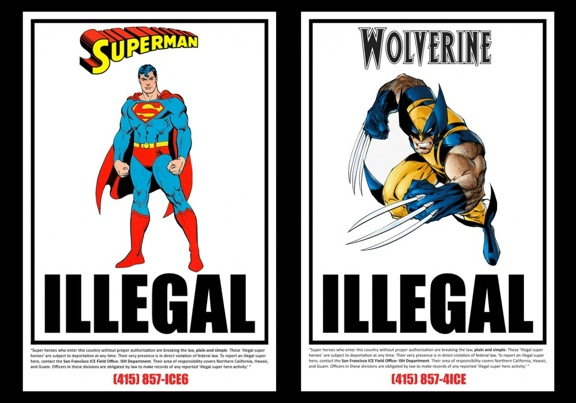 SUPERMAN
ILLEGAL
"Super heroes who enter this country without proper authorization are breaking the law, plain and simple. These 'illegal super
heroes' are subject to deportation at any time. Their very presence is in direct violation of federal law. To report an illegal super
hero, contact the San Francisco ICE Field Office- ISH Department. Their area of responsibility covers Northern California, Hawaii,
and Guam. Officers in these divisions are obligated by law to make records of any reported 'illegal super hero activity.' "
(415) 857-ICE6
WOLVERINE
ILLEGAL
"Super heroes who enter this country without proper authorization are breaking the law, plain and simple. These 'illegal super
heroes' are subject to deportation at any time. Their very presence is in direct violation of federal law. To report an illegal super
hero, contact the San Francisco ICE Field Office- ISH Department. Their area of responsibility covers Northern California, Hawaii,
and Guam. Officers in these divisions are obligated by law to make records of any reported 'illegal super hero activity.' "
(415) 857-4ICE